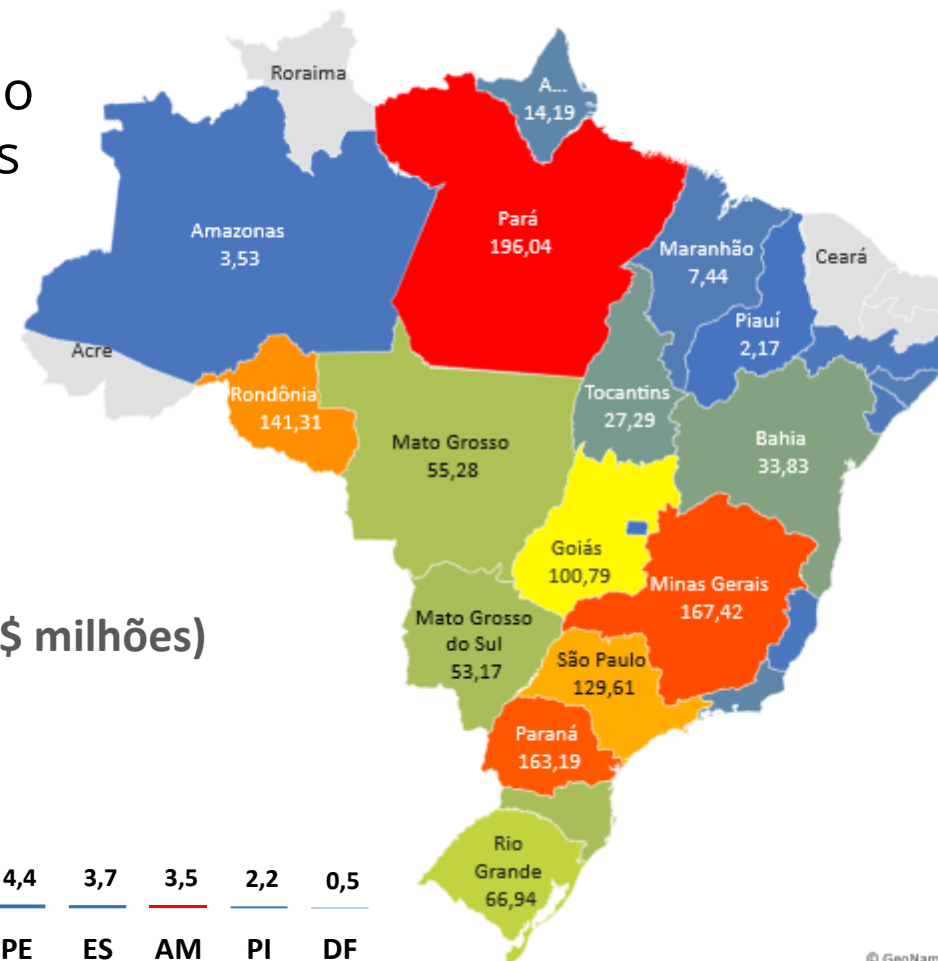 o
s
Roraima
A...
14,19
Amazonas
3,53
Pará
196,04
Maranhão
7,44
Ceará
Piauí
2,17
Acre
Rondônia
141,31
Tocantins
27,29
Mato Grosso
55,28
Bahia
33,83
Goiás
100,79
Minas Gerais
167,42
$ milhões)
Mato Grosso
do Sul
53,17
São Paulo
129,61
Paraná
163,19
Rio
Grande
66,94
4,4 3,7 3,5 2,2 0,5
PE ES AM PI DF
© GeoNam